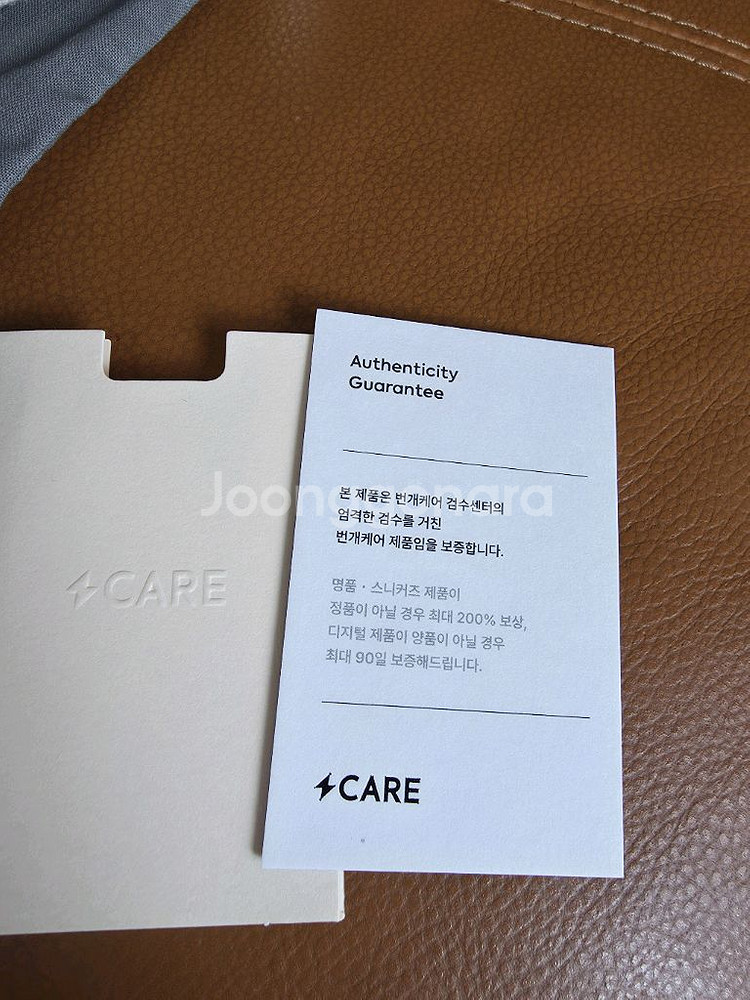 Authenticity
Guarantee
본 제품은 번개케어 검수센터의
엄격한 검수를 거친
번개케어 제품임을 보증합니다.
명품 · 스니커즈 제품이
정품이 아닐 경우 최대 200% 보상,
디지털 제품이 양품이 아닐 경우
최대 90일 보증해드립니다.
CARE
CARE
Joonggonara